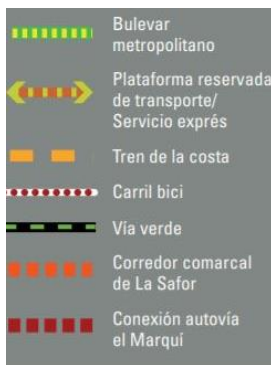 Bulevar
metropolitano
Plataforma reservada
de transporte/
Servicio exprés
Tren de la costa
Carril bici
Vía verde
Corredor comarcal
de La Safor
Conexión autovía
el Marquí